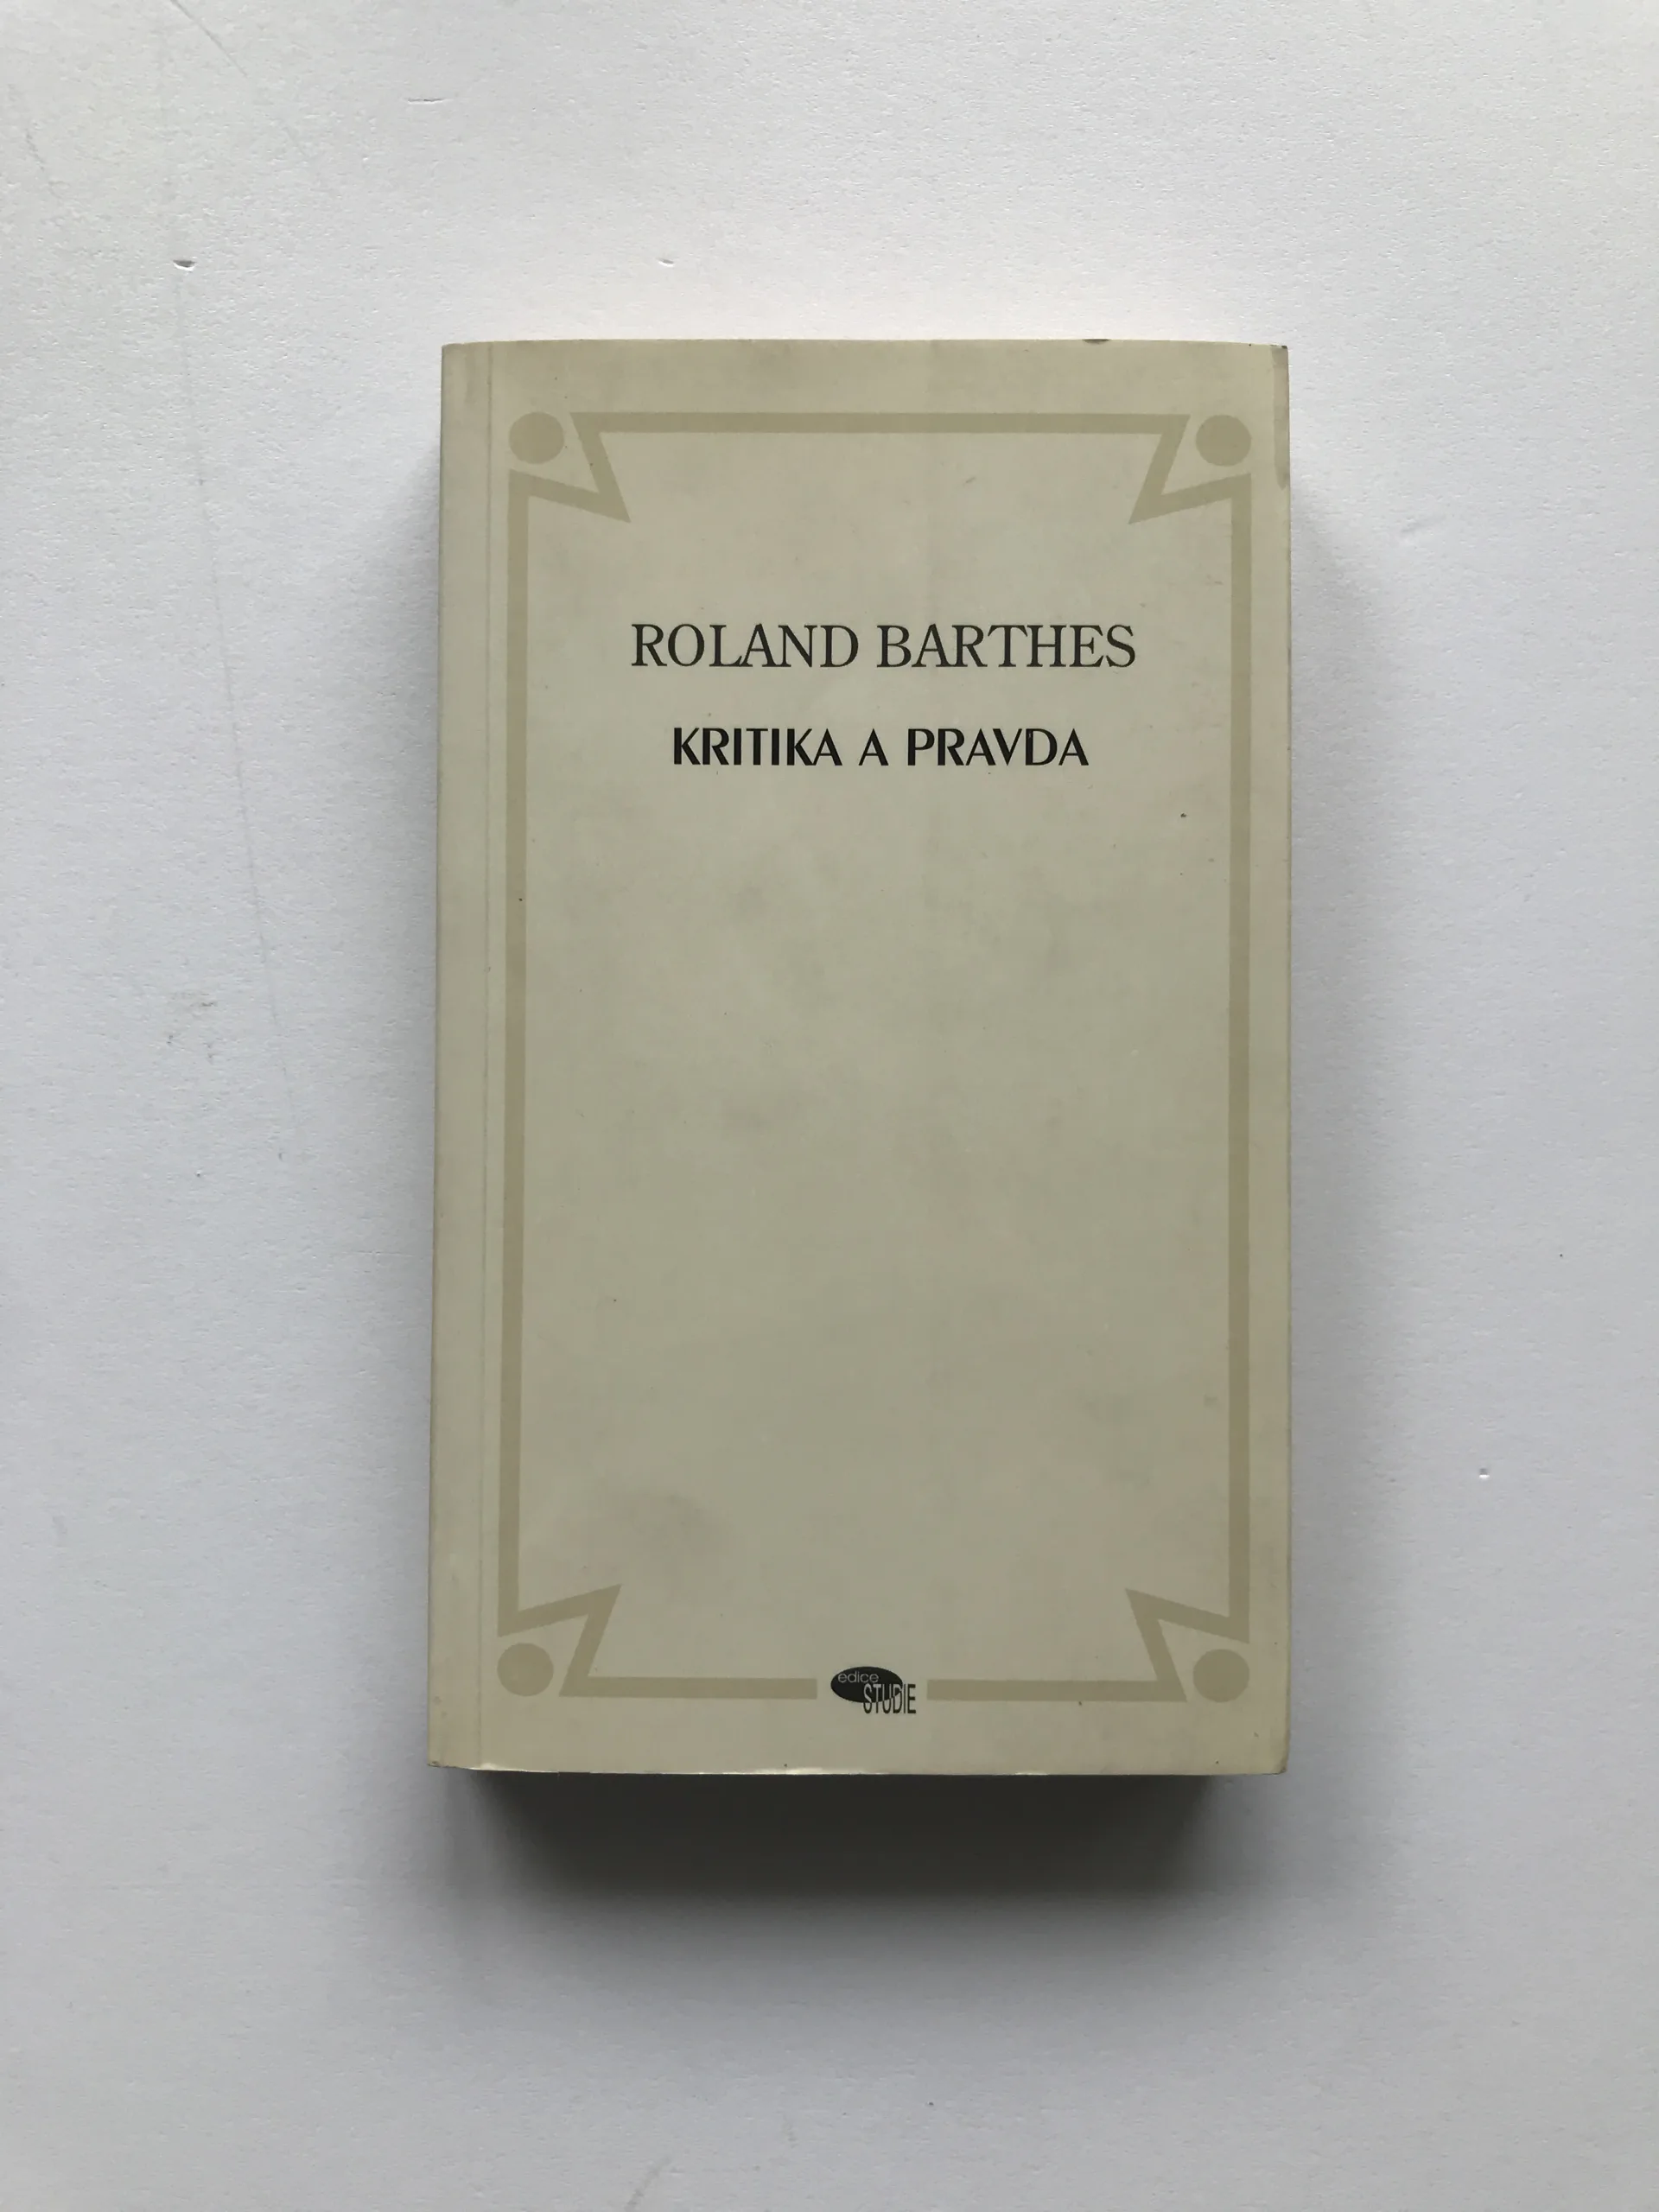 ROLAND BARTHES
KRITIKA A PRAVDA
edice
STUDIE